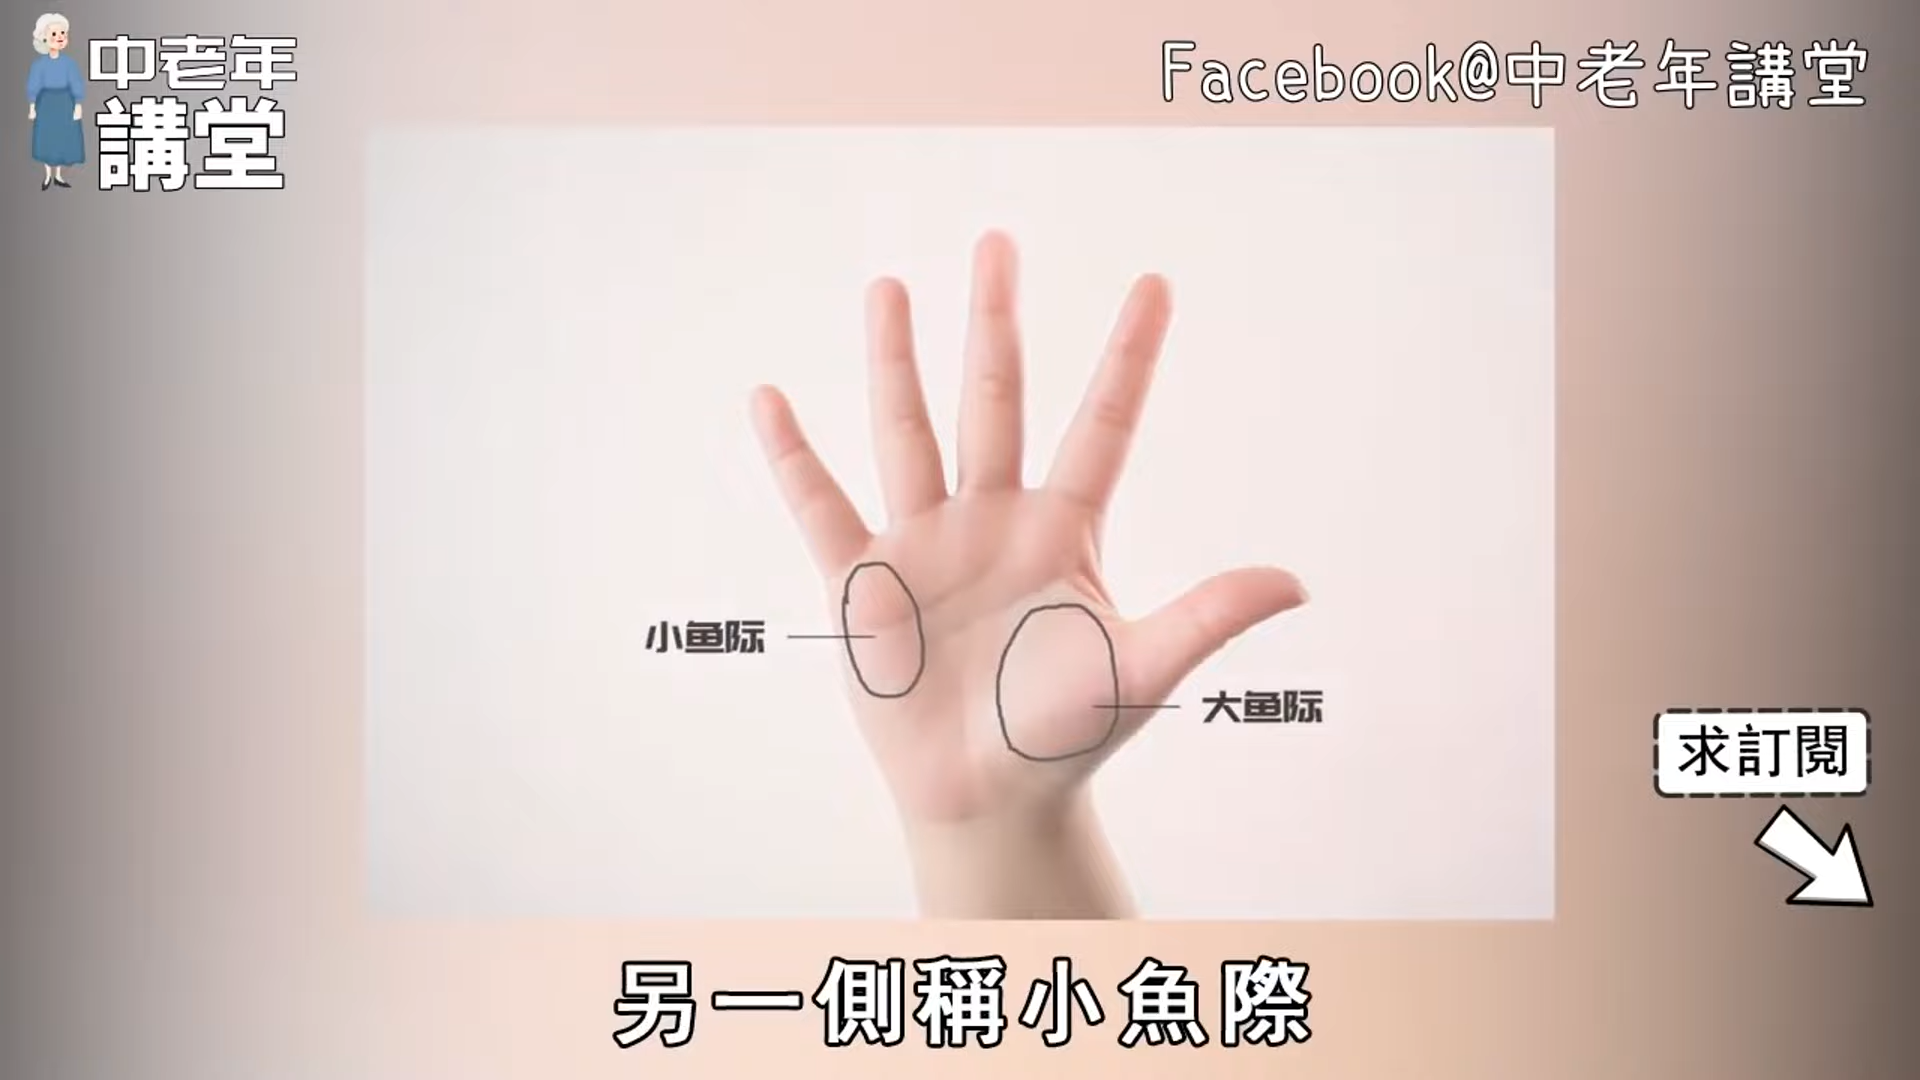 中老年
講堂
Facebook@中老年講堂
小鱼际
大鱼际
求訂閱
另一側稱小魚際